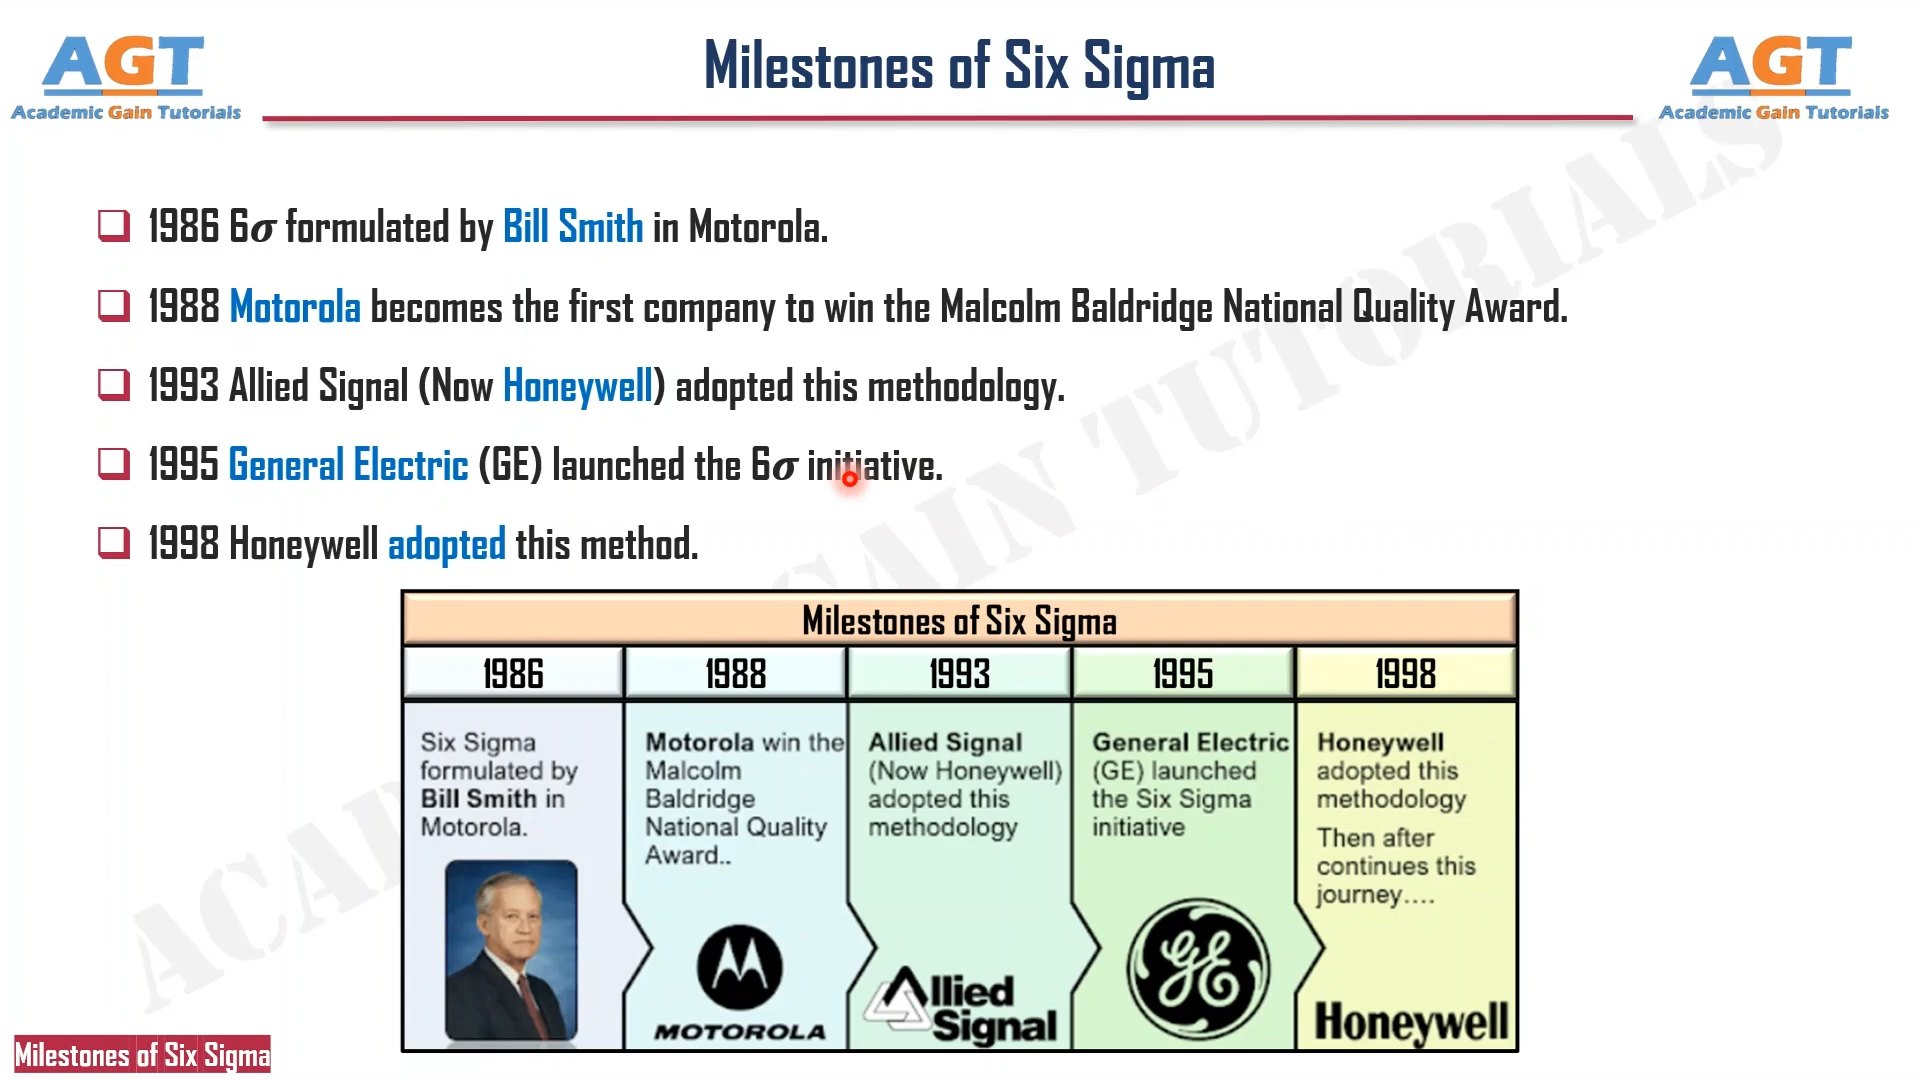 AGT
Academic Gain Tutorials
Milestones of Six Sigma
AGT
Academic Gain Tutorials
1986 6σ formulated by Bill Smith in Motorola.
1988 Motorola becomes the first company to win the Malcolm Baldridge National Quality Award.
1993 Allied Signal (Now Honeywell) adopted this methodology.
1995 General Electric (GE) launched the 6σ initiative.
1998 Honeywell adopted this method.
Milestones of Six Sigma
1986
1988
1993
1995
1998
Six Sigma
formulated by
Bill Smith in
Motorola.
Motorola win the
Malcolm
Baldridge
National Quality
Award..
MOTOROLA
Allied Signal
(Now Honeywell)
adopted this
methodology
Allied
Signal
General Electric
(GE) launched
the Six Sigma
initiative
GE
Honeywell
adopted this
methodology
Then after
continues this
journey....
Honeywell
Milestones of Six Sigma
ACADEMIC GAIN TUTORIALS